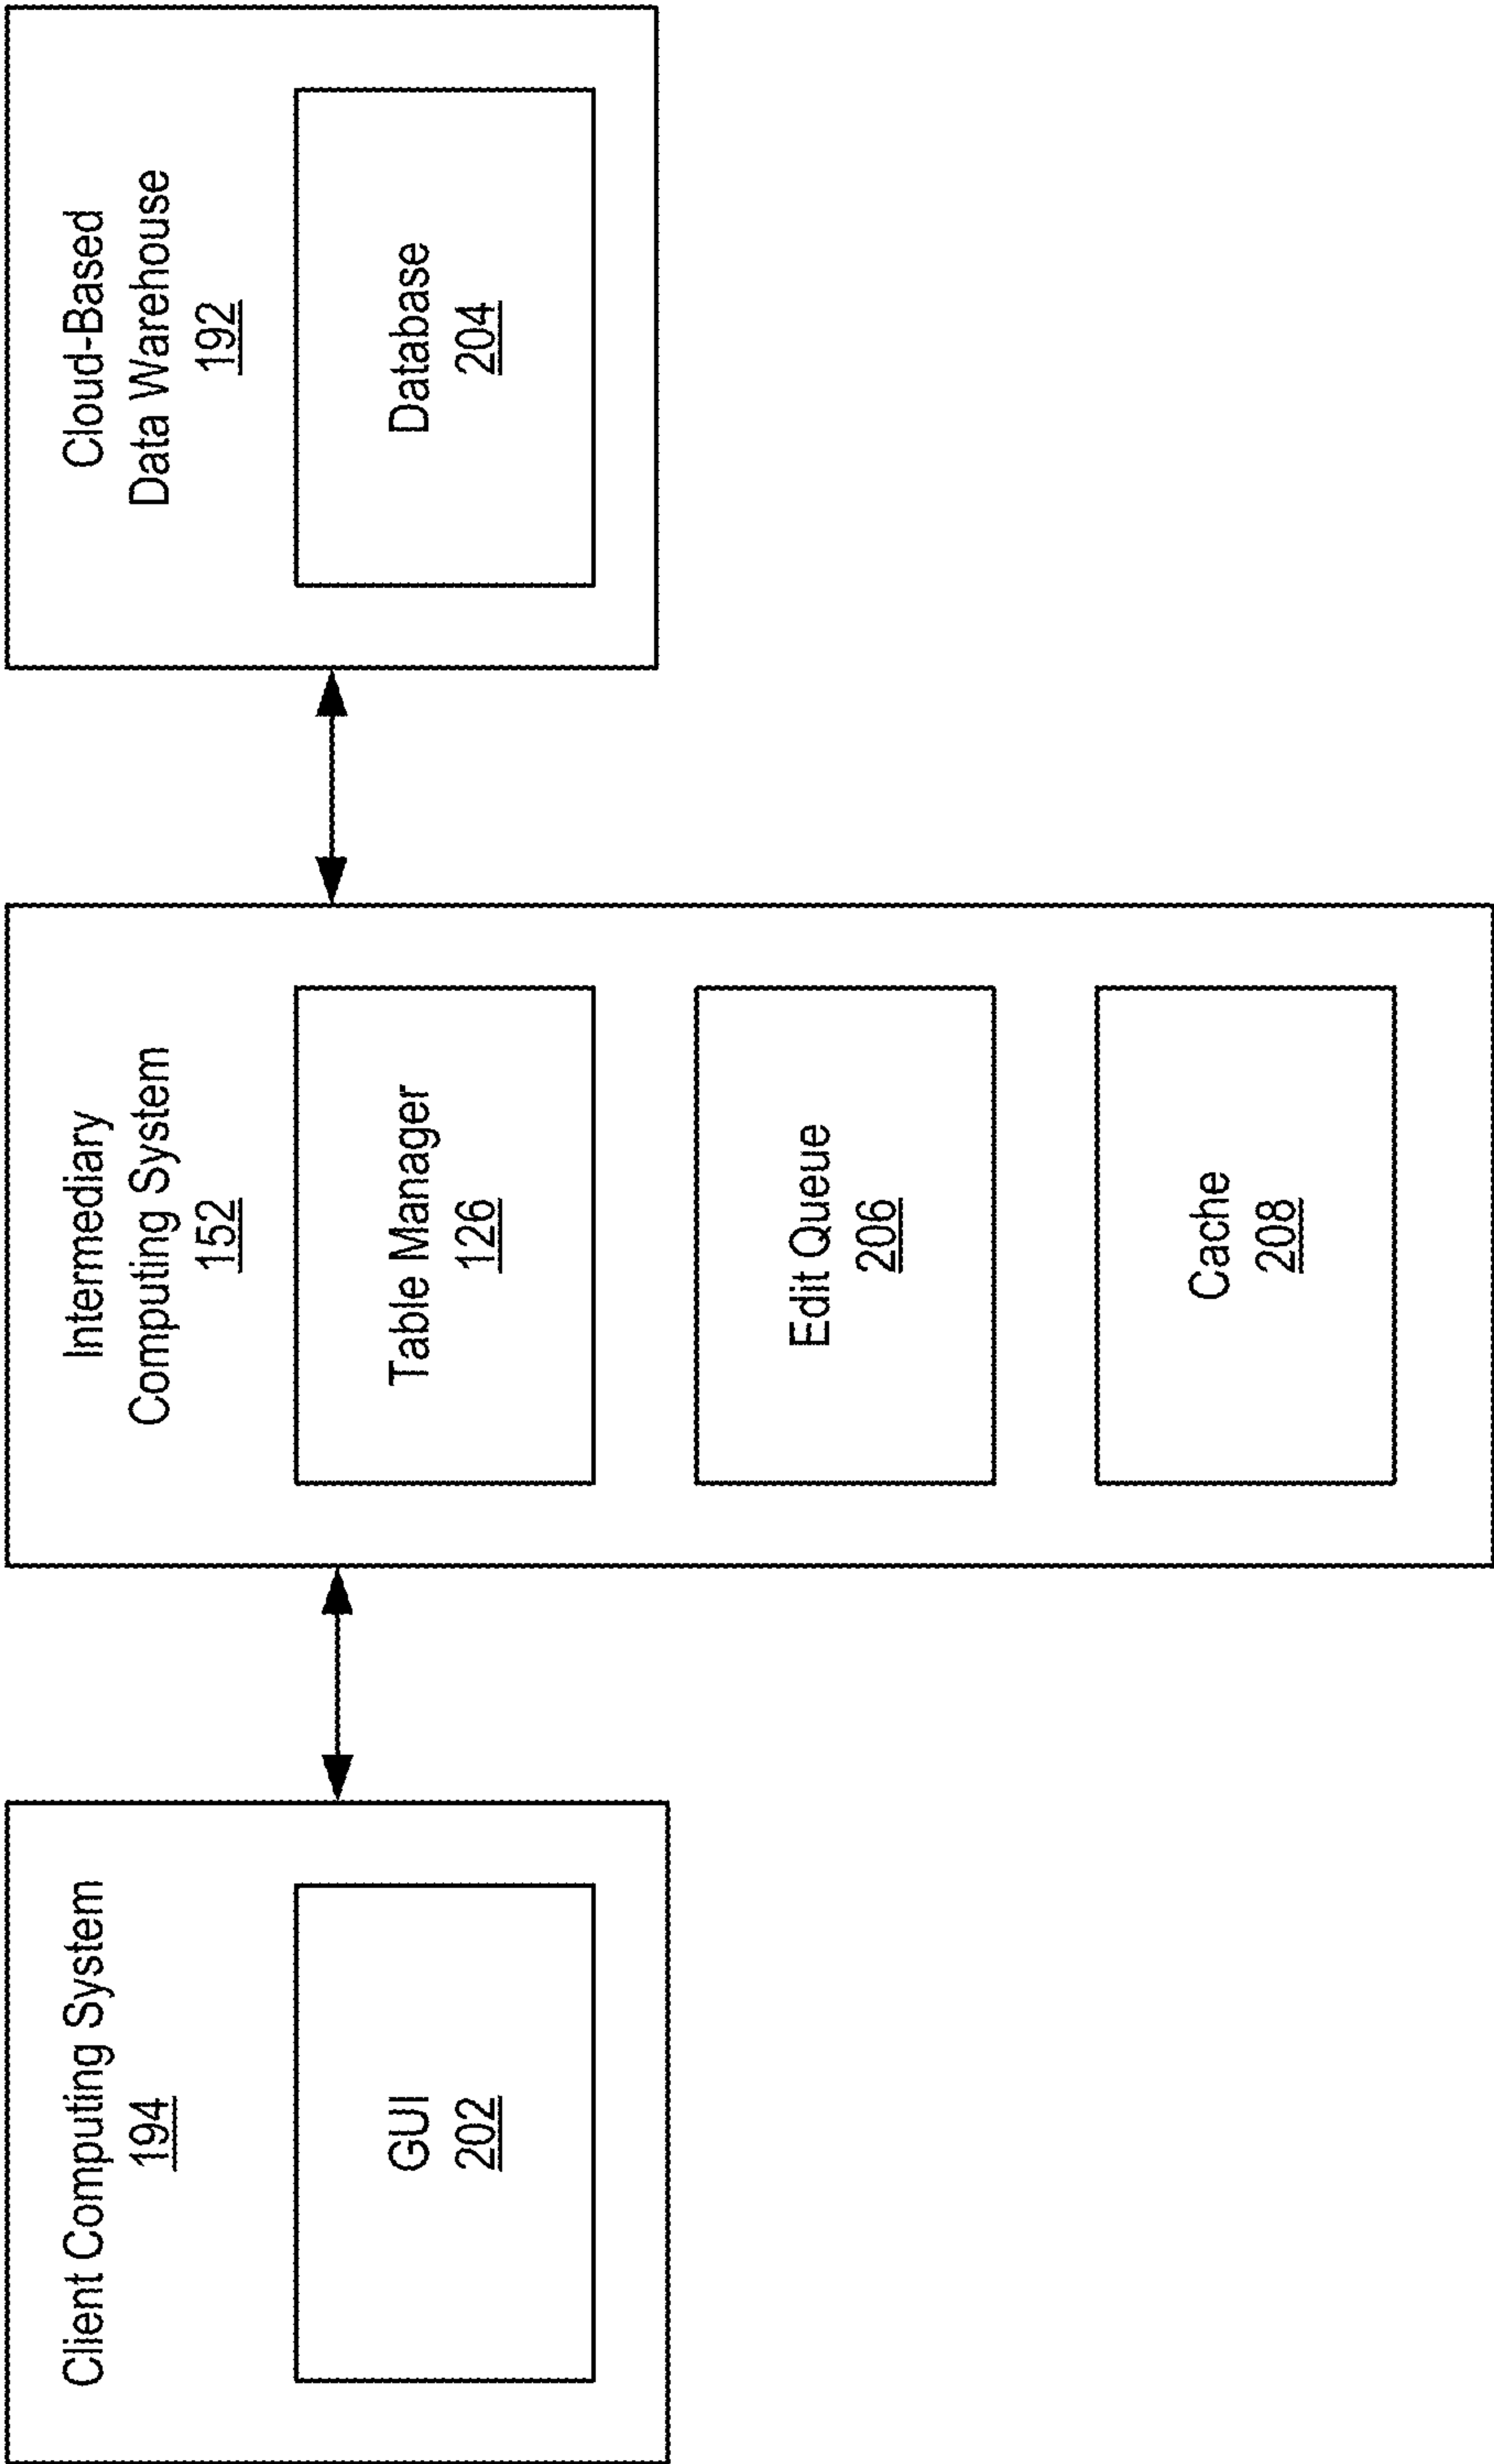 Client Computing System
194
GUI
202
Intermediary
Computing System
152
Table Manager
126
Edit Queue
206
Cache
208
Cloud-Based
Data Warehouse
192
Database
204